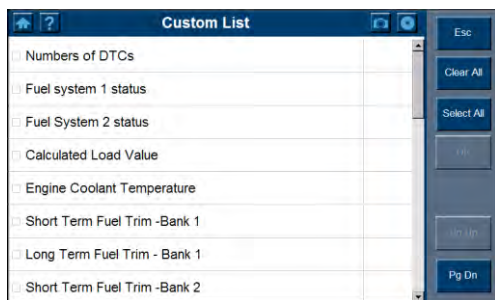 ?
Custom List
Numbers of DTCs
Fuel system 1 status
Fuel System 2 status
Calculated Load Value
Engine Coolant Temperature
Short Term Fuel Trim -Bank 1
Long Term Fuel Trim - Bank 1
Short Term Fuel Trim -Bank 2
Esc
Clear All
Select All
Pg Dn